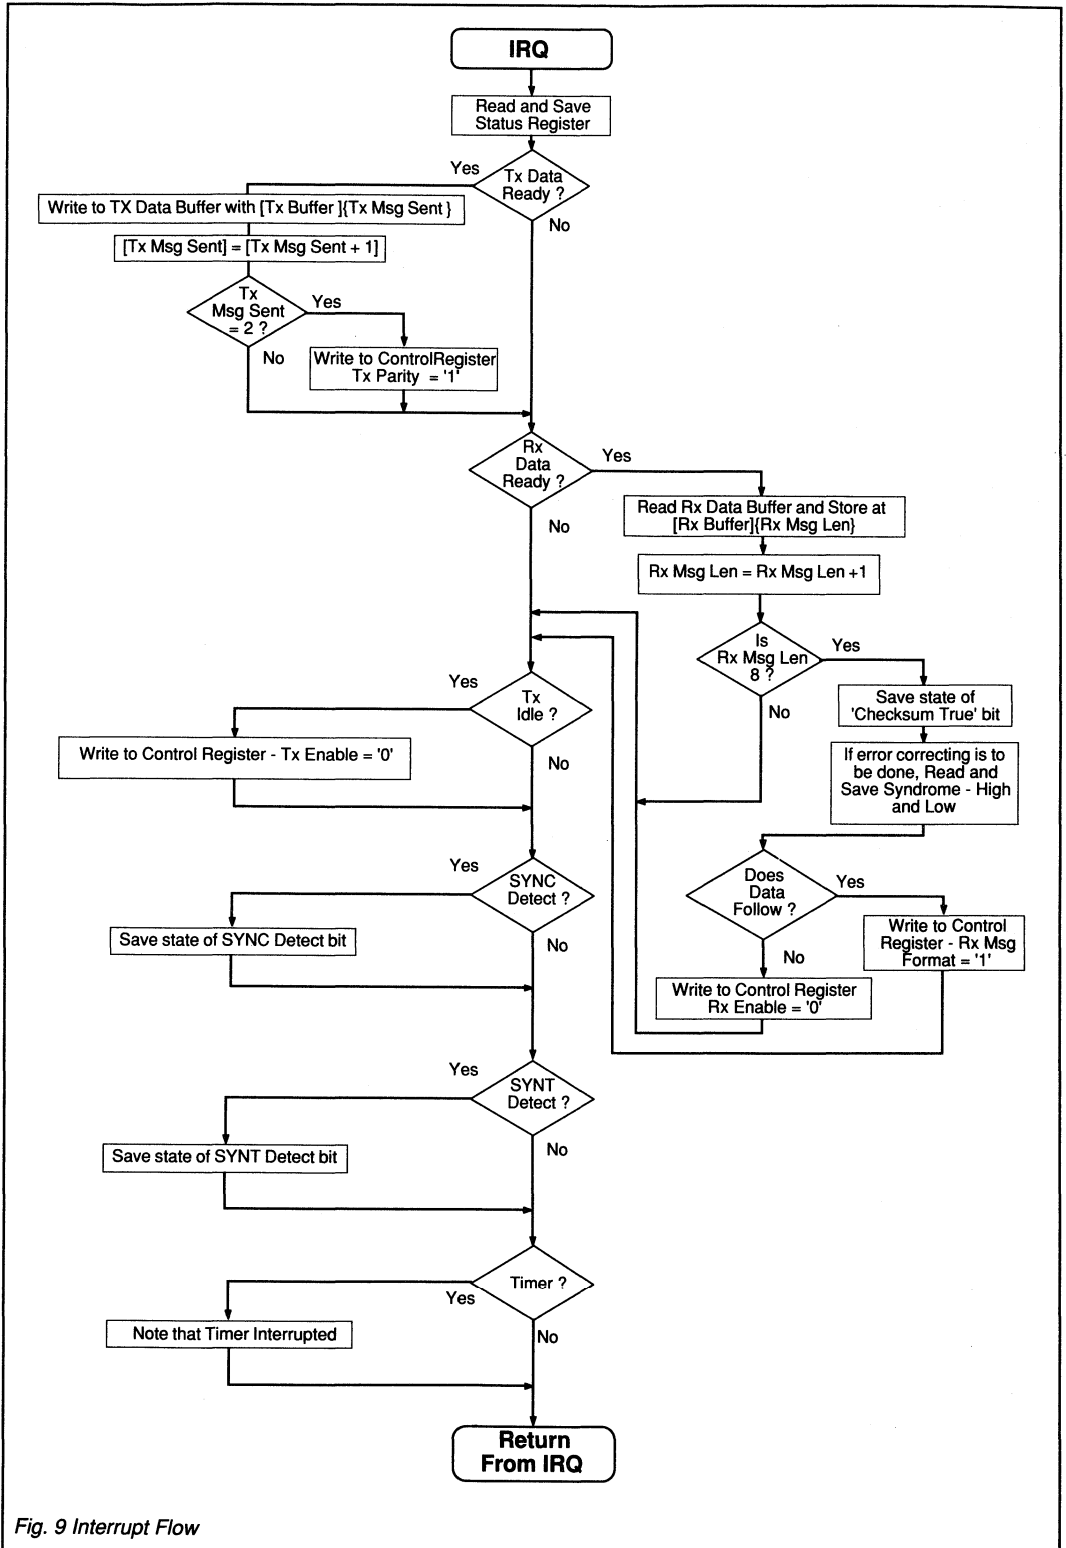 IRQ
Read and Save
Status Register
Yes
Tx Data
Ready ?
No
Write to TX Data Buffer with [Tx Buffer ]{Tx Msg Sent }
[Tx Msg Sent] = [Tx Msg Sent + 1]
Tx
Msg Sent
= 2 ?
Yes
No
Write to ControlRegister
Tx Parity = '1'
Rx
Data
Ready ?
Yes
No
Read Rx Data Buffer and Store at
[Rx Buffer]{Rx Msg Len}
Rx Msg Len = Rx Msg Len +1
Is
Rx Msg Len
8 ?
Yes
No
Save state of
'Checksum True' bit
If error correcting is to
be done, Read and
Save Syndrome - High
and Low
Does
Data
Follow ?
Yes
No
Write to Control
Register - Rx Msg
Format = '1'
Write to Control Register
Rx Enable = '0'
Yes
Tx
Idle ?
No
Write to Control Register - Tx Enable = '0'
Yes
SYNC
Detect ?
No
Save state of SYNC Detect bit
Yes
SYNT
Detect ?
No
Save state of SYNT Detect bit
Timer ?
Yes
No
Note that Timer Interrupted
Return
From IRQ
Fig. 9 Interrupt Flow